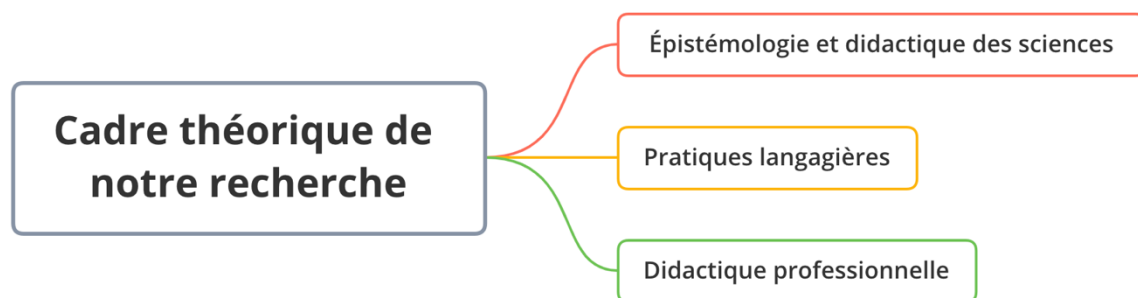 Cadre théorique de
notre recherche
Épistémologie et didactique des sciences
Pratiques langagières
Didactique professionnelle